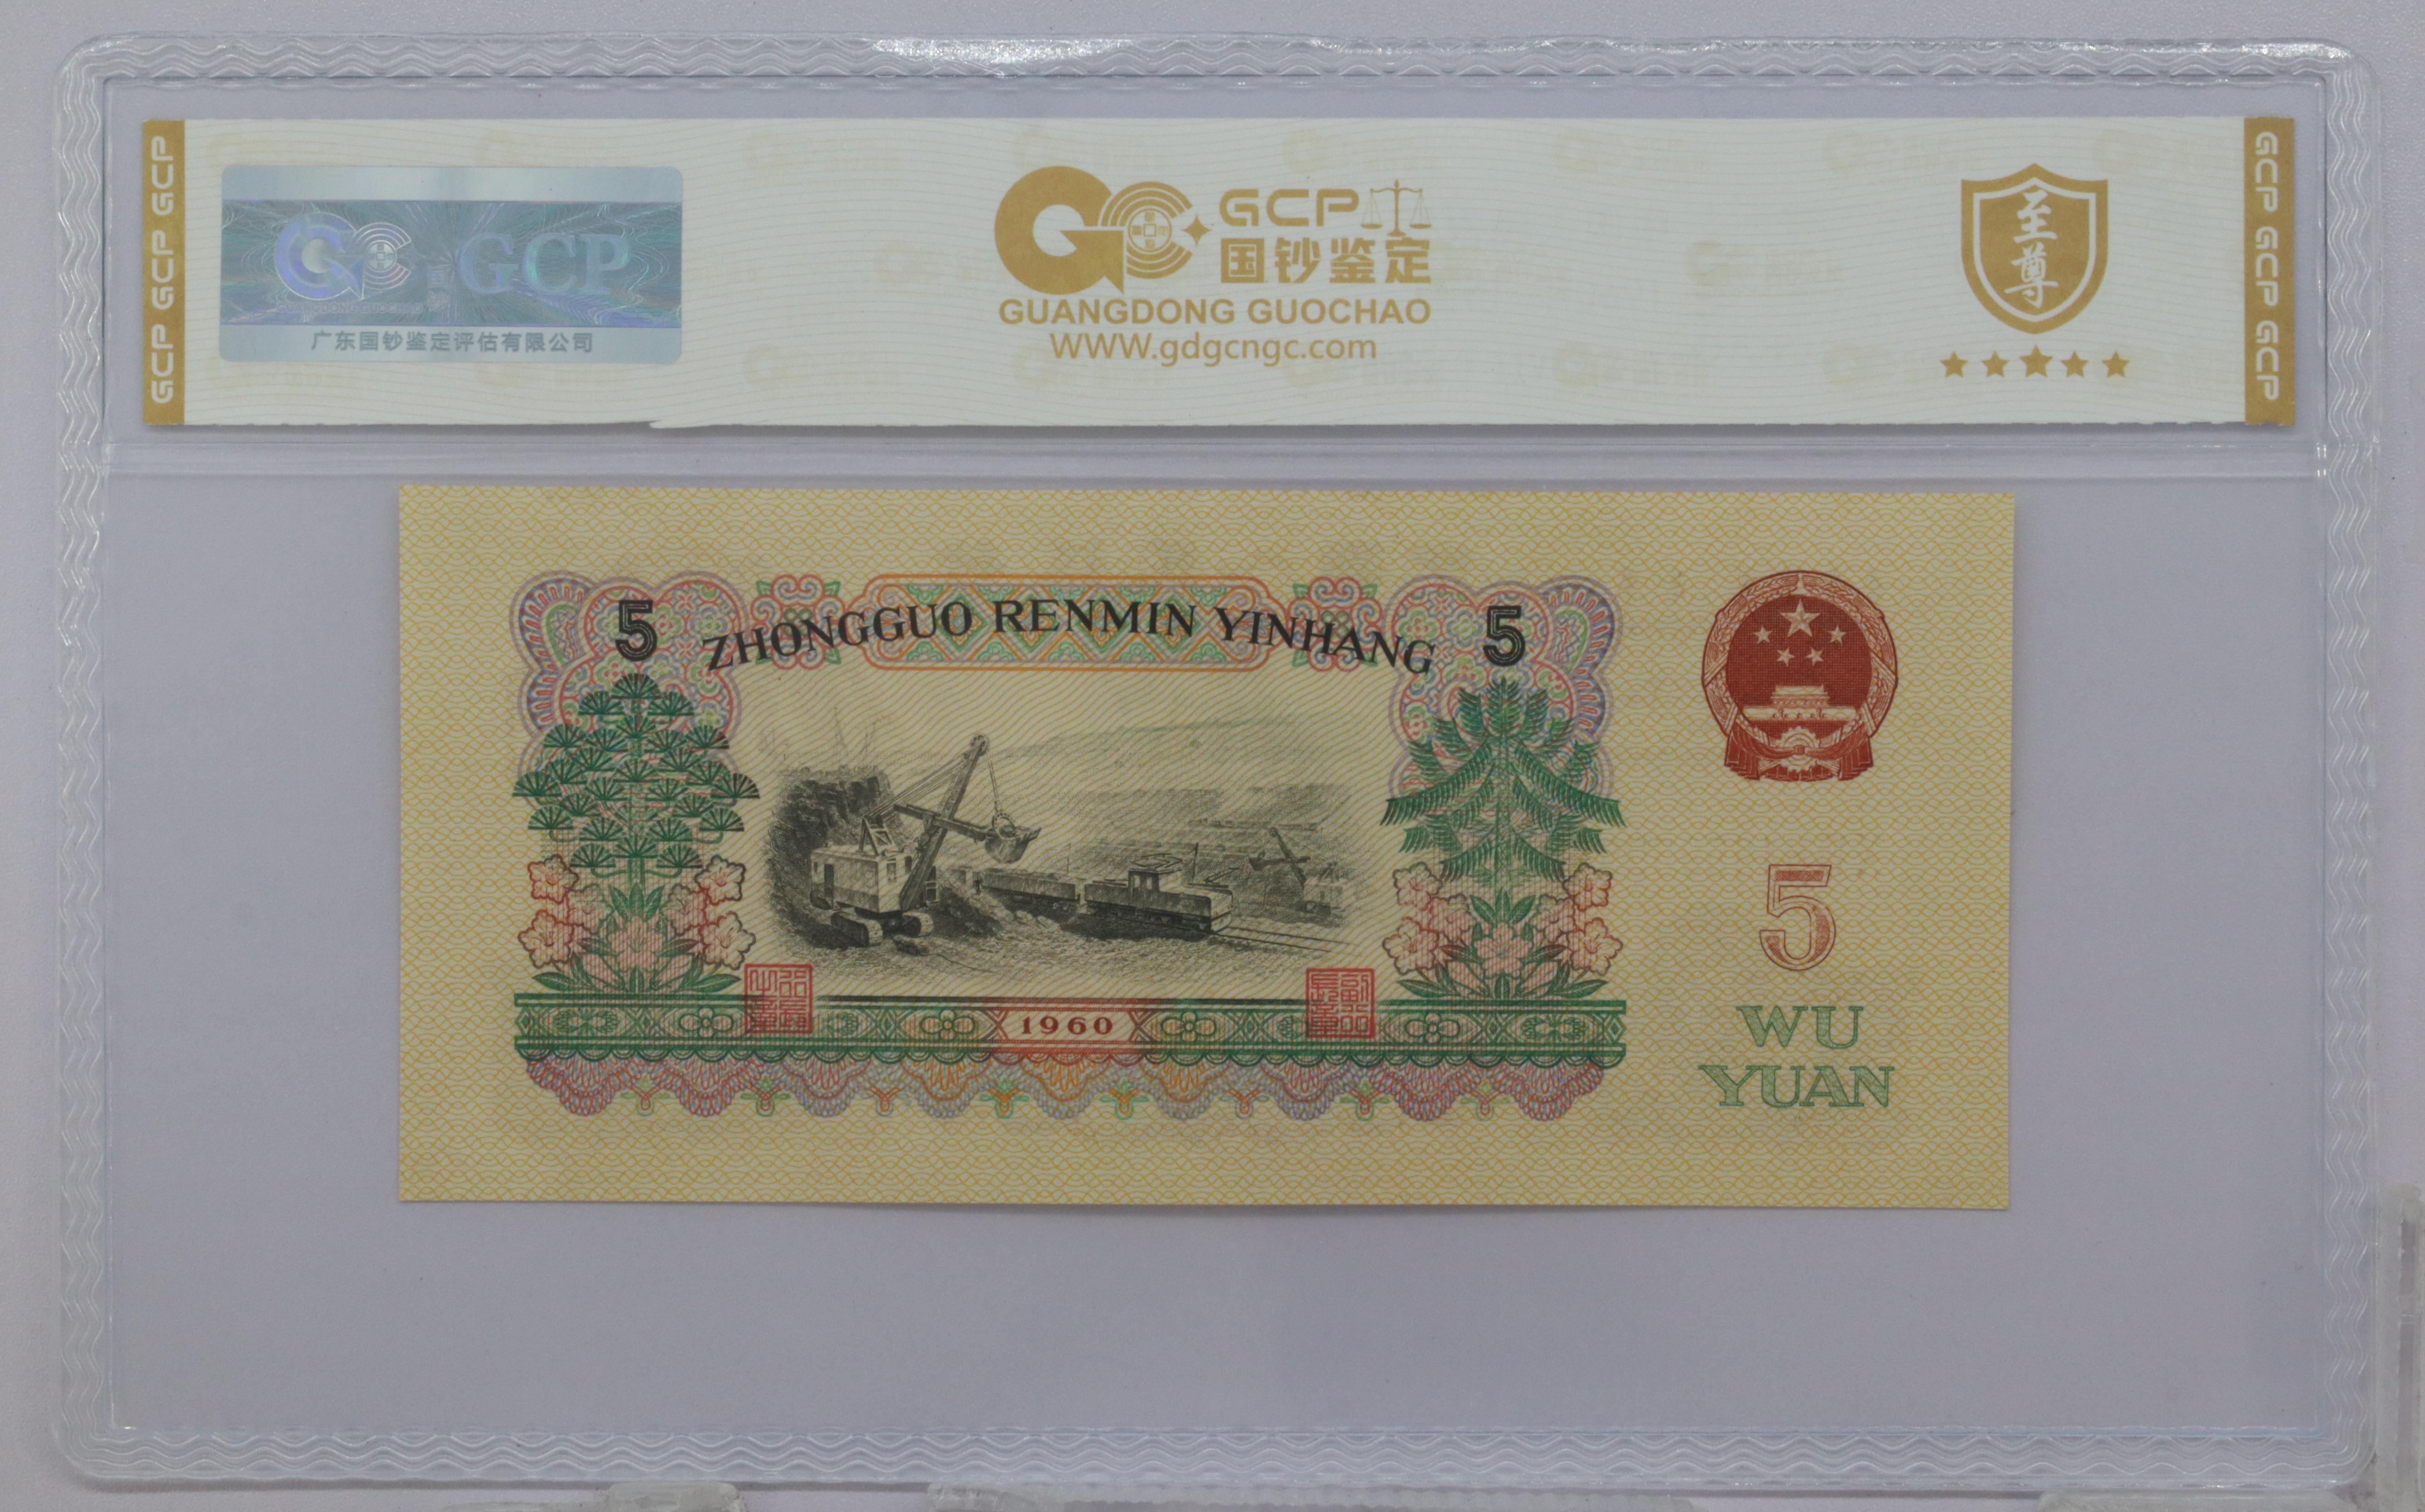 GCP GCP GCP
GCP
广东国钞鉴定评估有限公司
GCP
国钞鉴定
GUANGDONG GUOCHAO
WWW.gdgcngc.com
至尊
GCP GCP GCP
5
ZHONGGUO RENMIN YINHANG
5
1960
5
WU
YUAN